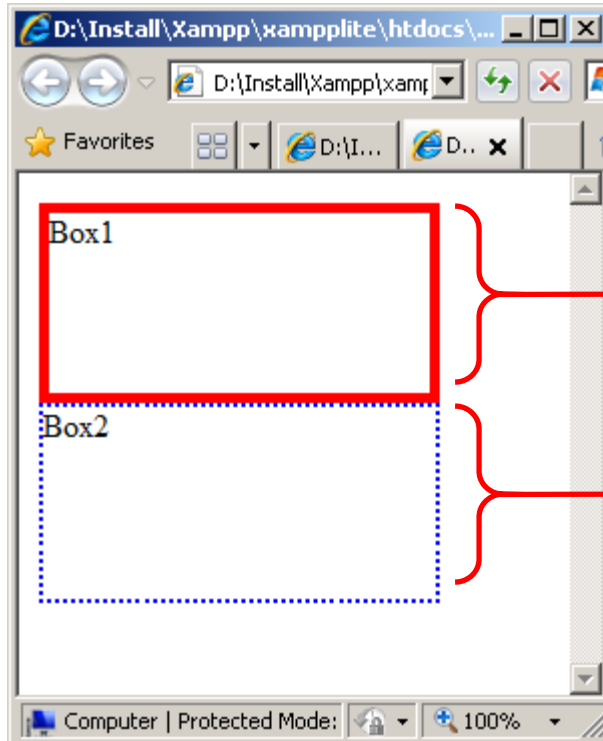 D:\Install\Xampp\xampplite\htdocs\...
D:\Install\Xampp\xamp
Favorites
D:\I...
D..
Box1
Box2
Computer | Protected Mode:
100%